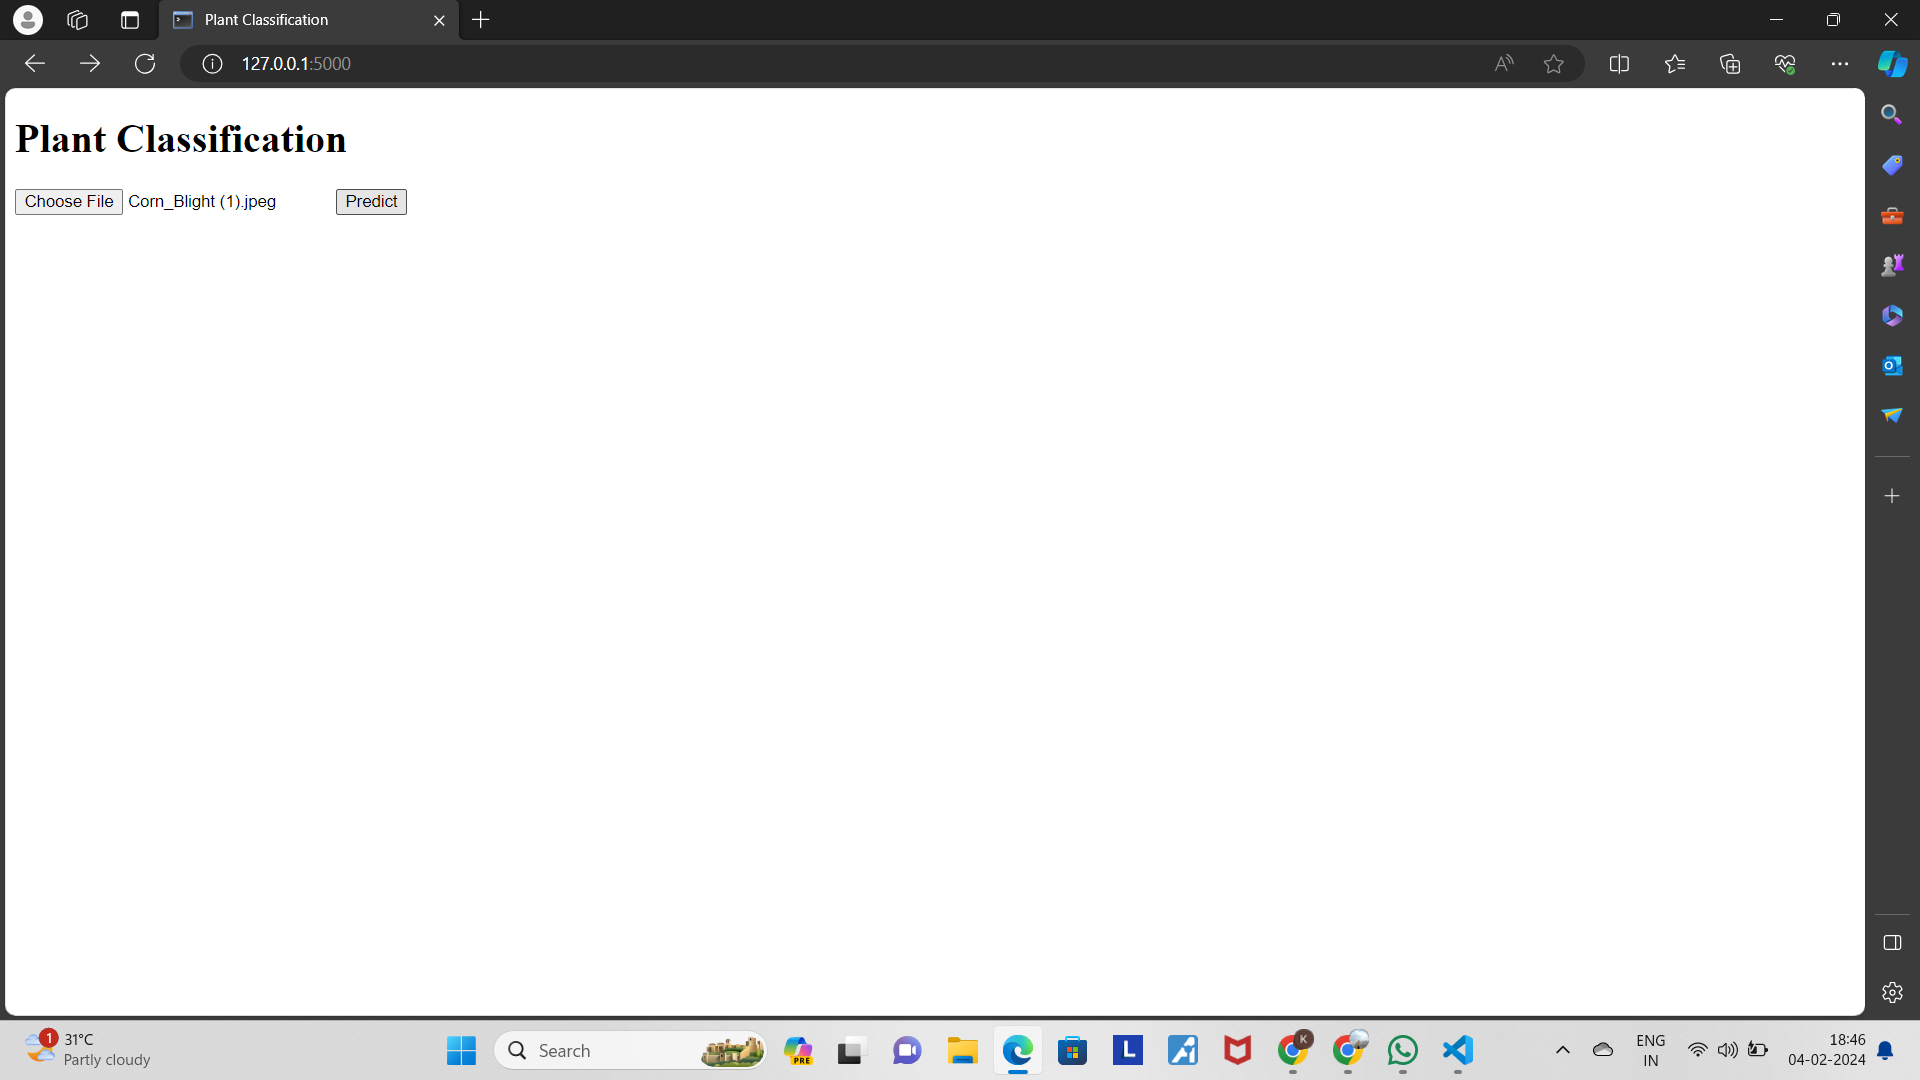 Plant Classification
127.0.0.1:5000
Plant Classification
Choose File Corn_Blight (1).jpeg Predict
1 31°C
Partly cloudy
Search
PRE
L
K
ENG
IN
18:46
04-02-2024